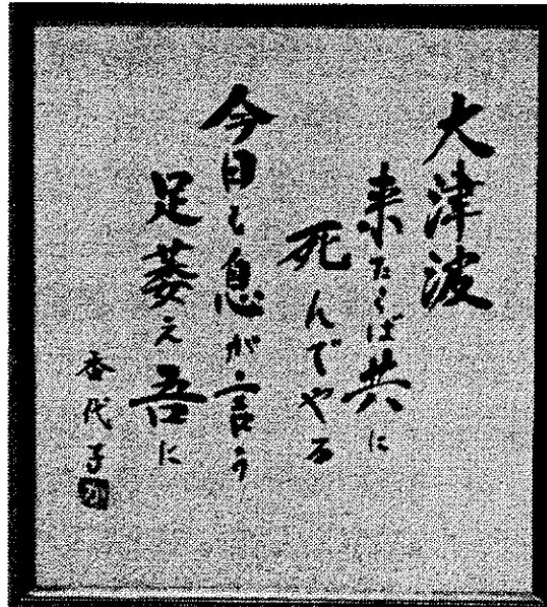 大津波
来たらば共に
死んでやる
今日も息が言う
足萎え吾に
香代子